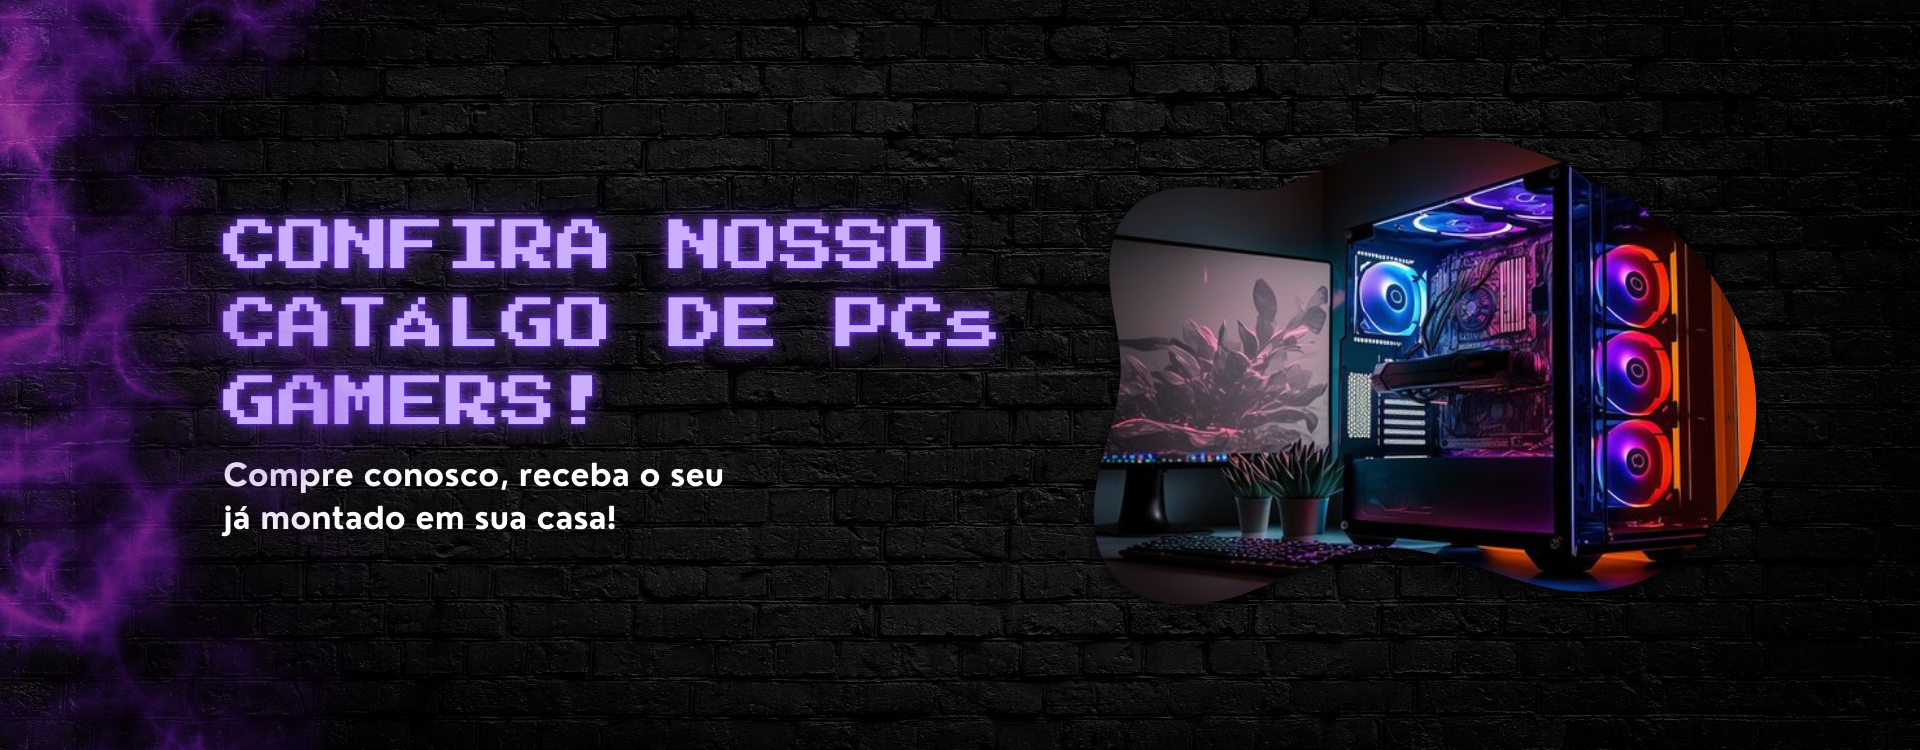 CONFIRA NOSSO
CATáLGO DE PCs
GAMERS!
Compre conosco, receba o seu
já montado em sua casa!